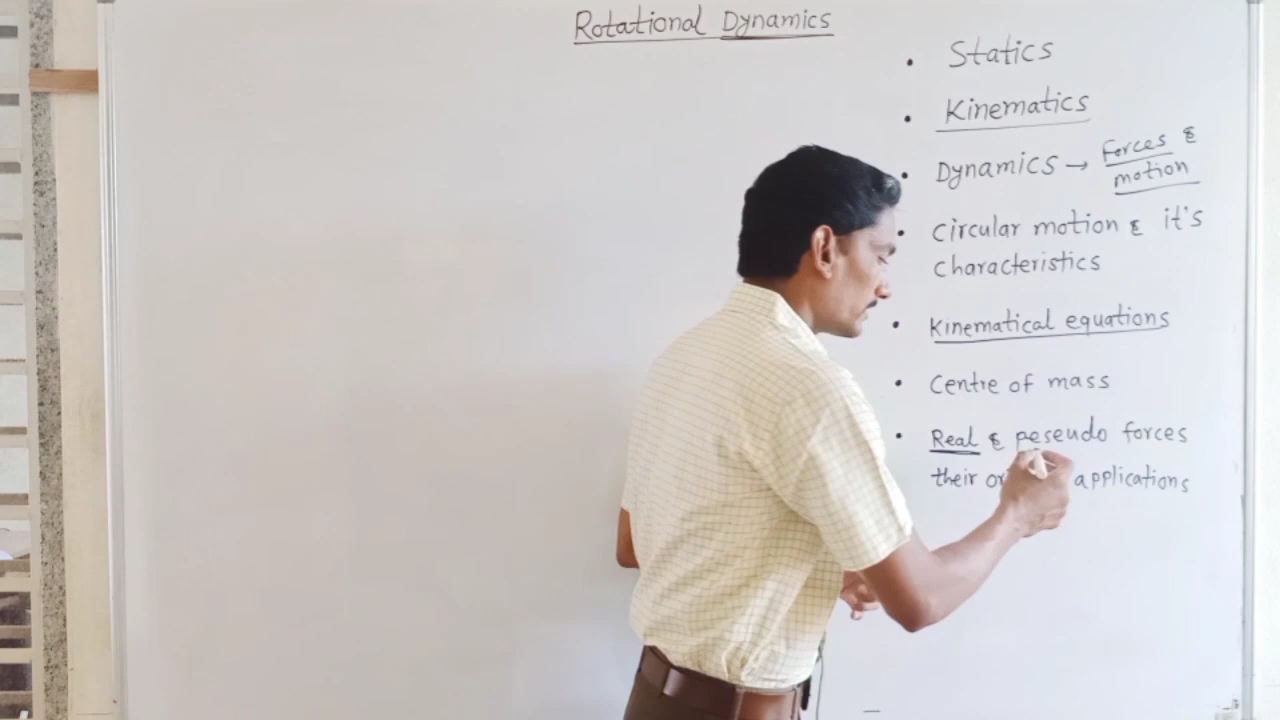 Rotational Dynamics
• Statics
• Kinematics
• Dynamics → Forces &
motion
• Circular motion & it's
characteristics
• Kinematical equations
• Centre of mass
• Real & peseudo forces
their applications